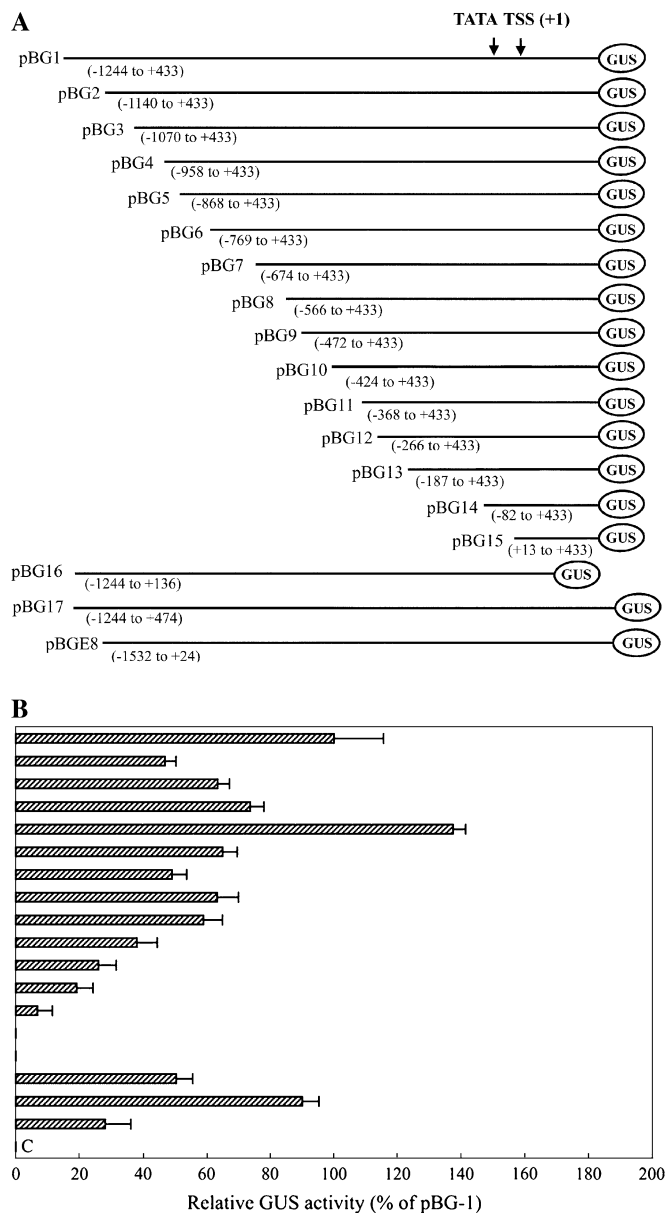 A
TATA TSS (+1)
pBG1 GUS
(-1244 to +433)
pBG2 GUS
(-1140 to +433)
pBG3 GUS
(-1070 to +433)
pBG4 GUS
(-958 to +433)
pBG5 GUS
(-868 to +433)
pBG6 GUS
(-769 to +433)
pBG7 GUS
(-674 to +433)
pBG8 GUS
(-566 to +433)
pBG9 GUS
(-472 to +433)
pBG10 GUS
(-424 to +433)
pBG11 GUS
(-368 to +433)
pBG12 GUS
(-266 to +433)
pBG13 GUS
(-187 to +433)
pBG14 GUS
(-82 to +433)
pBG15 GUS
(+13 to +433)
pBG16 GUS
(-1244 to +136)
pBG17 GUS
(-1244 to +474)
pBGE8 GUS
(-1532 to +24)
B
C
0 20 40 60 80 100 120 140 160 180 200
Relative GUS activity (% of pBG-1)